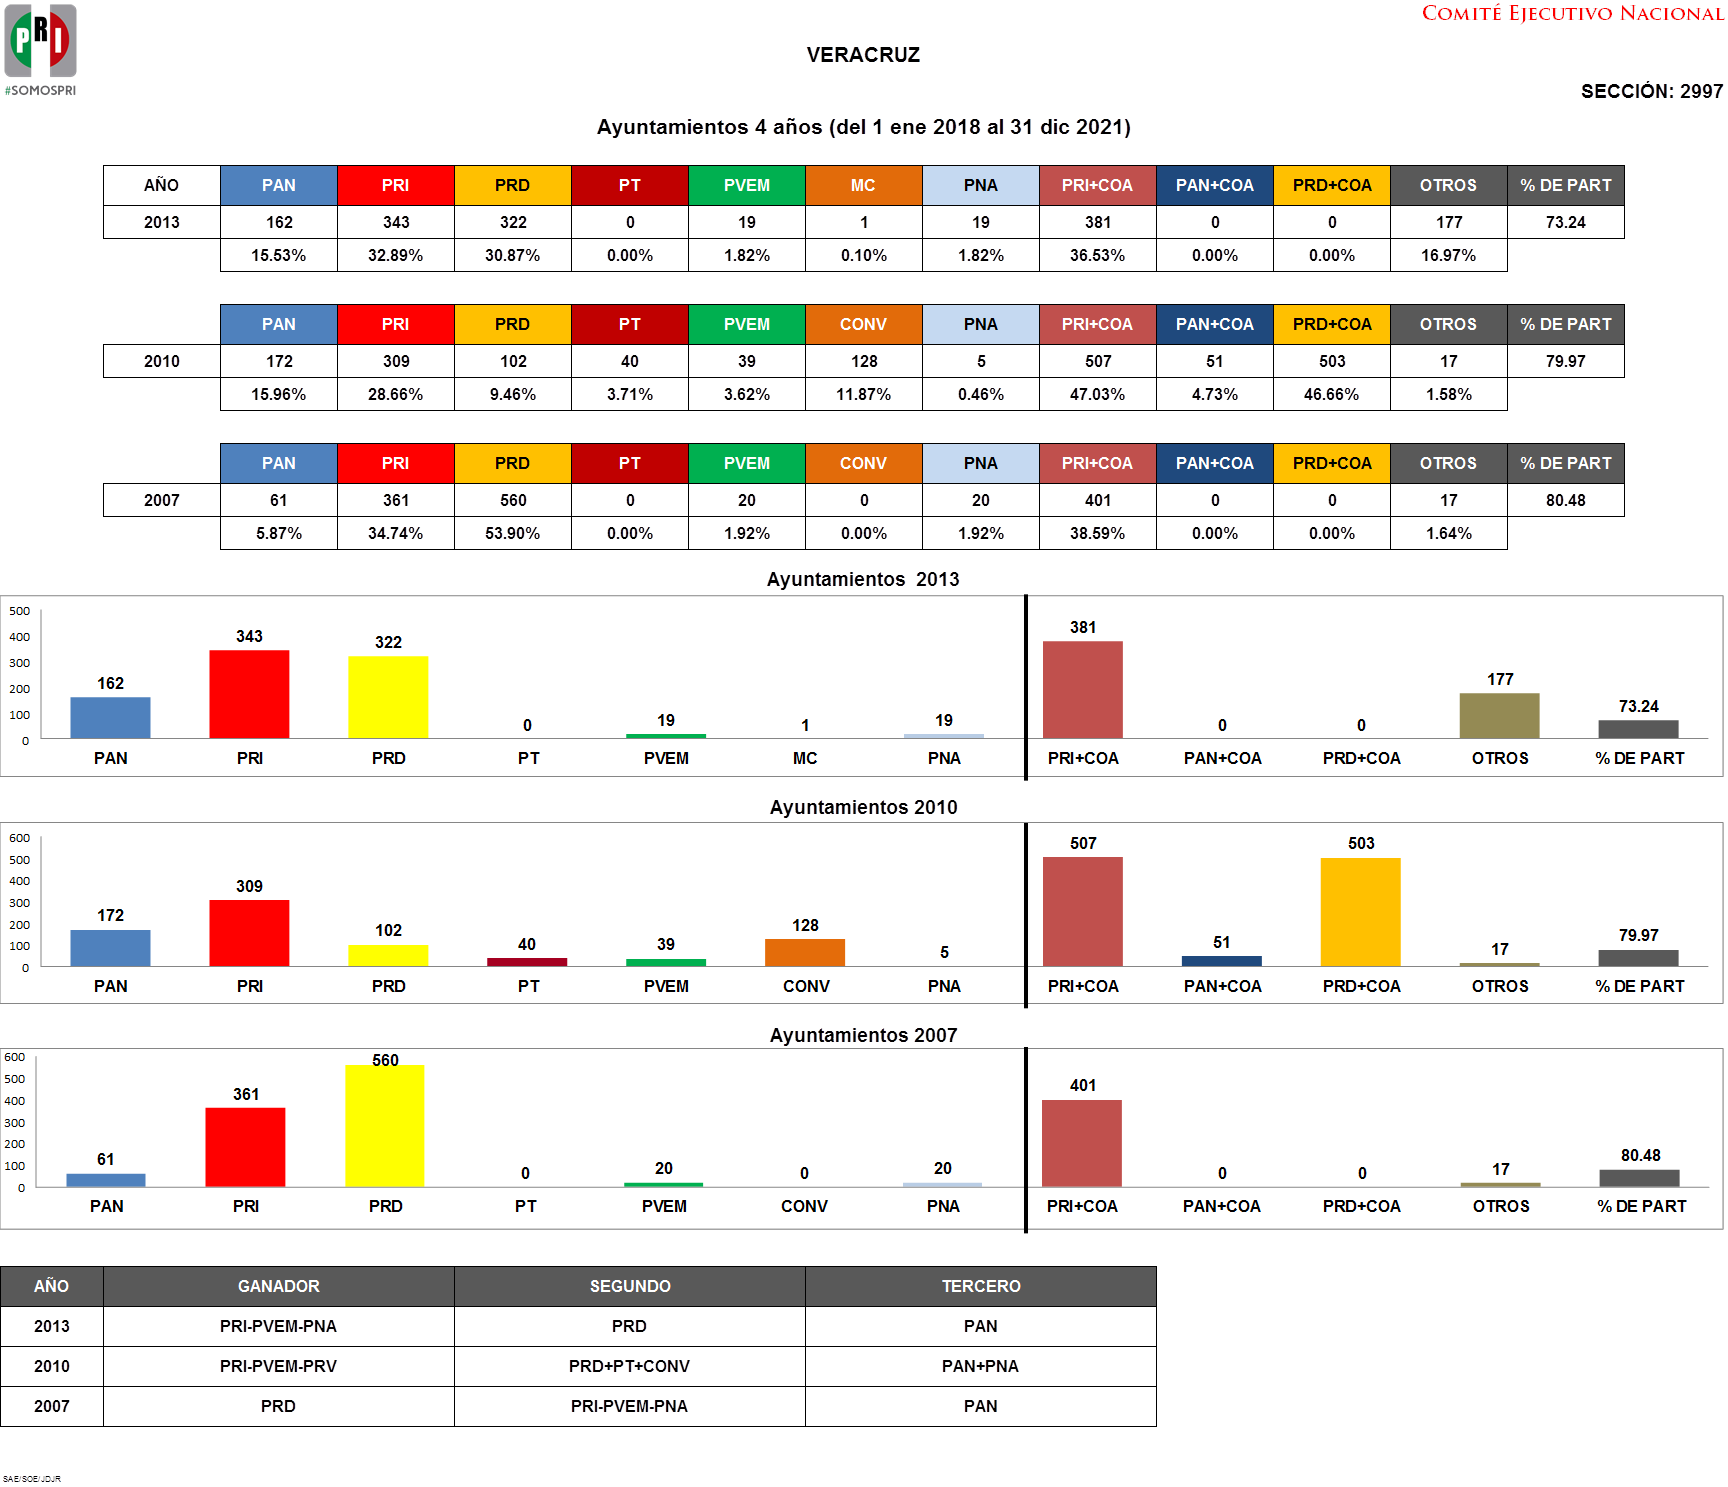 PRI
#SOMOSPRI
COMITÉ EJECUTIVO NACIONAL
VERACRUZ
SECCIÓN: 2997
Ayuntamientos 4 años (del 1 ene 2018 al 31 dic 2021)
AÑO PAN PRI PRD PT PVEM MC PNA PRI+COA PAN+COA PRD+COA OTROS % DE PART
2013 162 343 322 0 19 1 19 381 0 0 177 73.24
15.53% 32.89% 30.87% 0.00% 1.82% 0.10% 1.82% 36.53% 0.00% 0.00% 16.97%
PAN PRI PRD PT PVEM CONV PNA PRI+COA PAN+COA PRD+COA OTROS % DE PART
2010 172 309 102 40 39 128 5 507 51 503 17 79.97
15.96% 28.66% 9.46% 3.71% 3.62% 11.87% 0.46% 47.03% 4.73% 46.66% 1.58%
PAN PRI PRD PT PVEM CONV PNA PRI+COA PAN+COA PRD+COA OTROS % DE PART
2007 61 361 560 0 20 0 20 401 0 0 17 80.48
5.87% 34.74% 53.90% 0.00% 1.92% 0.00% 1.92% 38.59% 0.00% 0.00% 1.64%
Ayuntamientos 2013
500
400
300
200
100
0
162 343 322 0 19 1 19 381 0 0 177 73.24
PAN PRI PRD PT PVEM MC PNA PRI+COA PAN+COA PRD+COA OTROS % DE PART
Ayuntamientos 2010
600
500
400
300
200
100
0
172 309 102 40 39 128 5 507 51 503 17 79.97
PAN PRI PRD PT PVEM CONV PNA PRI+COA PAN+COA PRD+COA OTROS % DE PART
Ayuntamientos 2007
600
500
400
300
200
100
0
61 361 560 0 20 0 20 401 0 0 17 80.48
PAN PRI PRD PT PVEM CONV PNA PRI+COA PAN+COA PRD+COA OTROS % DE PART
AÑO GANADOR SEGUNDO TERCERO
2013 PRI-PVEM-PNA PRD PAN
2010 PRI-PVEM-PRV PRD+PT+CONV PAN+PNA
2007 PRD PRI-PVEM-PNA PAN
SAE/SOE/JDJR